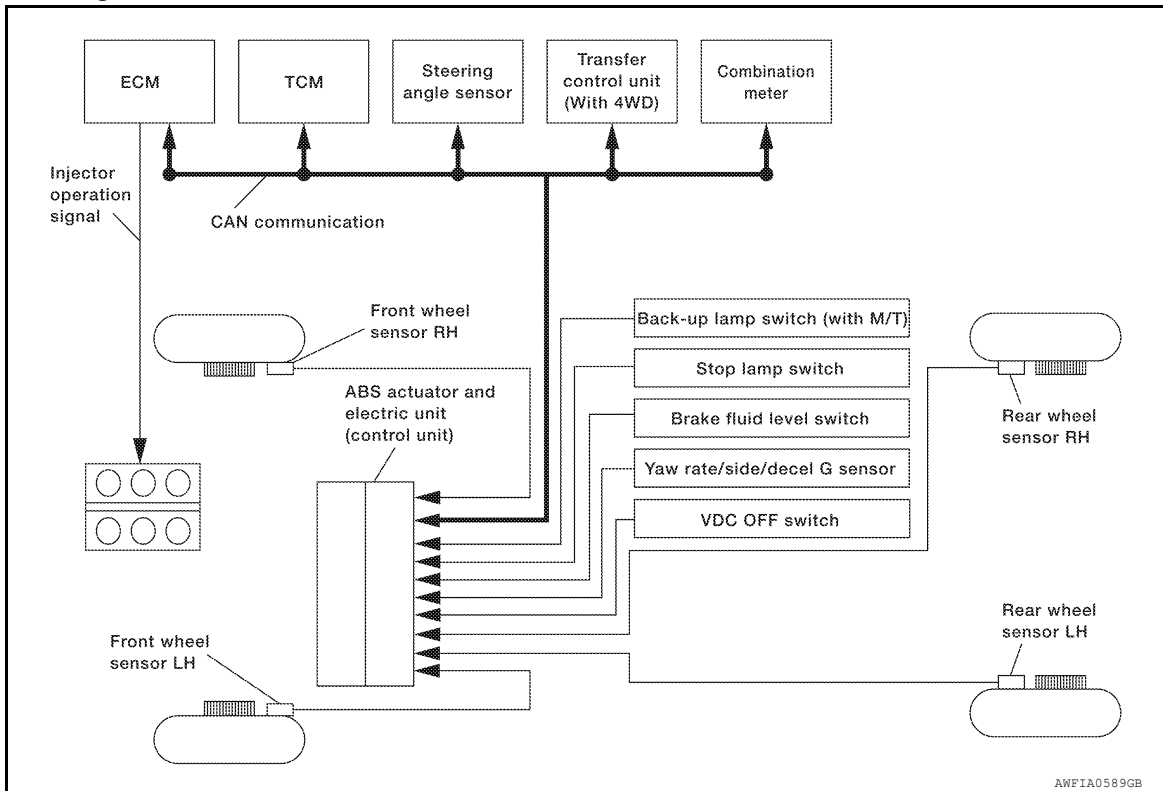 ECM
TCM
Steering
angle sensor
Transfer
control unit
(With 4WD)
Combination
meter
Injector
operation
signal
CAN communication
Front wheel
sensor RH
ABS actuator and
electric unit
(control unit)
Back-up lamp switch (with M/T)
Stop lamp switch
Brake fluid level switch
Yaw rate/side/decel G sensor
VDC OFF switch
Rear wheel
sensor RH
Front wheel
sensor LH
Rear wheel
sensor LH
AWFIA0589GB